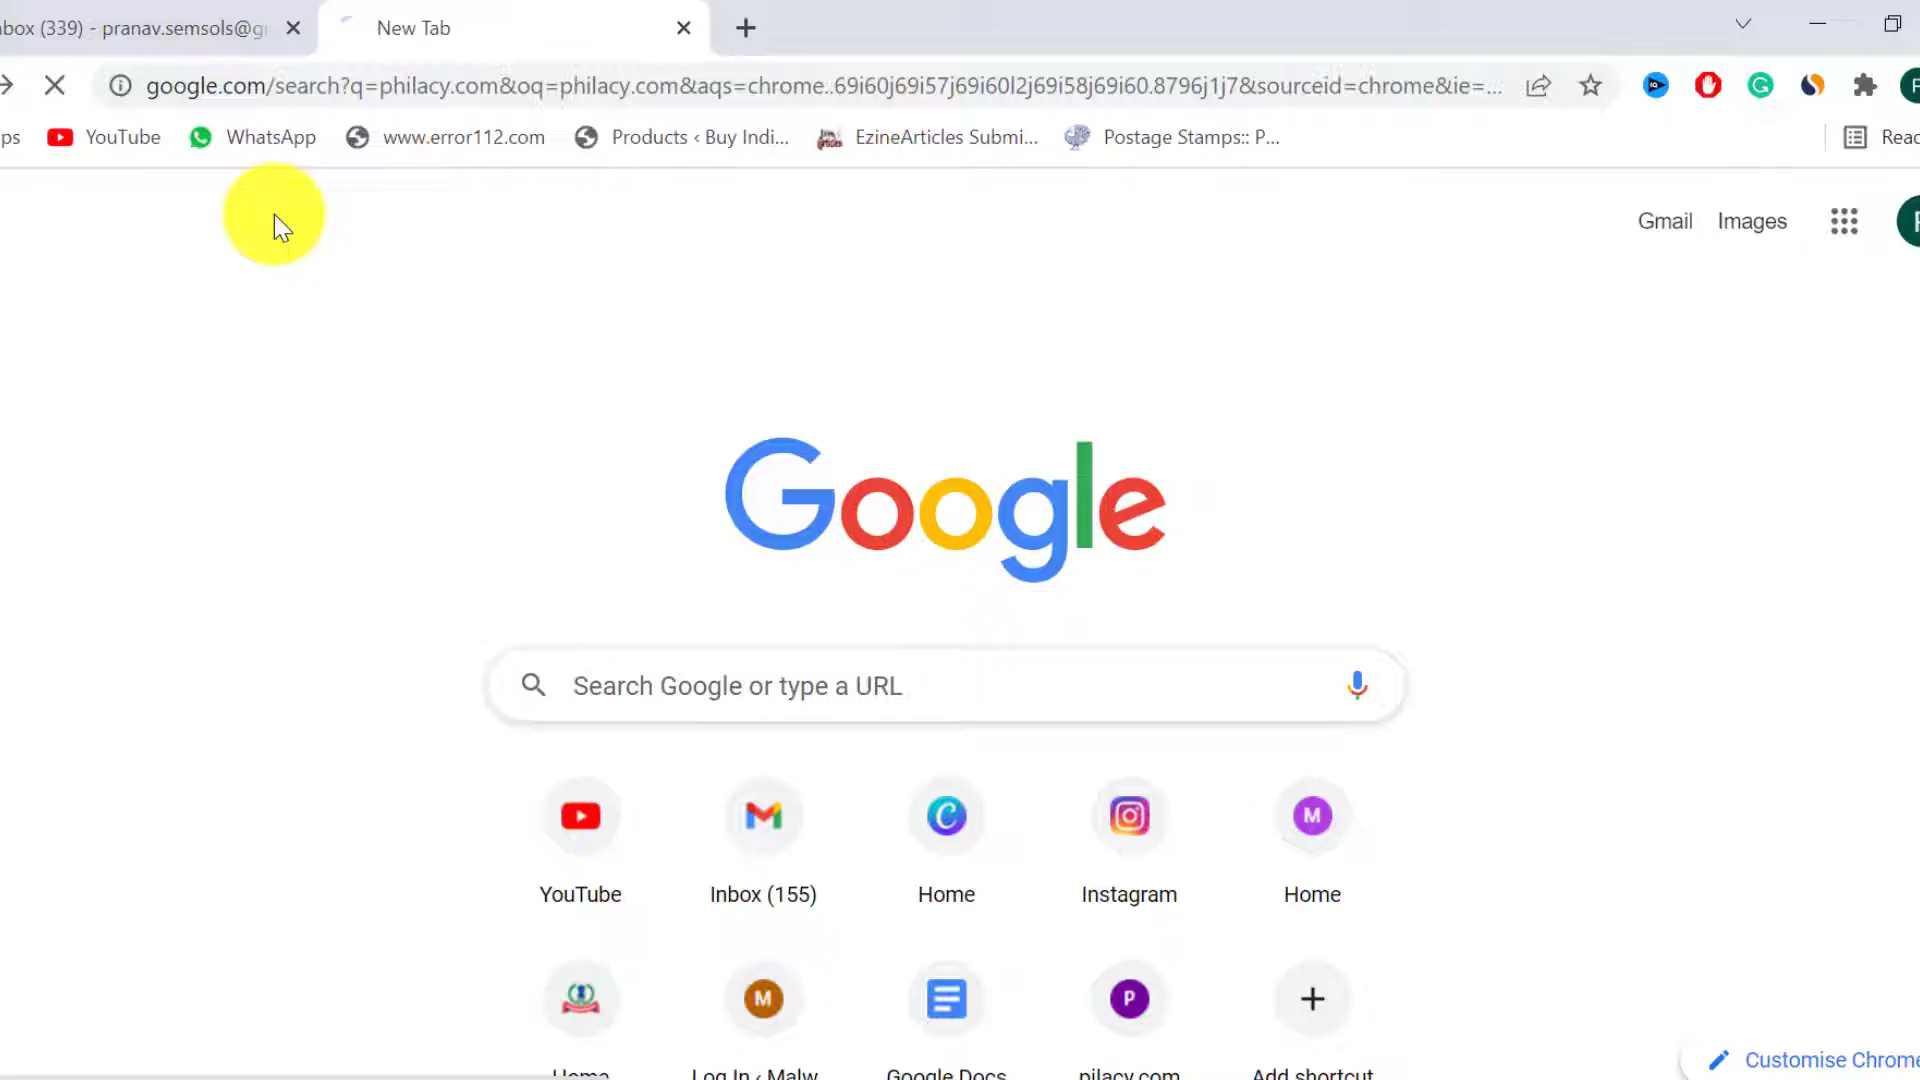 nbox (339) - pranav.semsols@g
New Tab
google.com/search?q=philacy.com&oq=philacy.com&aqs=chrome..69i60j69i57j69i60l2j69i58j69i60.8796j1j7&sourceid=chrome&ie=...
ps
YouTube
WhatsApp
www.error112.com
Products ‹ Buy Indi...
EzineArticles Submi...
Postage Stamps:: P...
Reac
Gmail
Images
Google
Search Google or type a URL
YouTube
Inbox (155)
Home
Instagram
M
Home
Home
M
Log In ‹ Malw
Google Docs
P
pilacy.com
Add shortcut
Customise Chrome